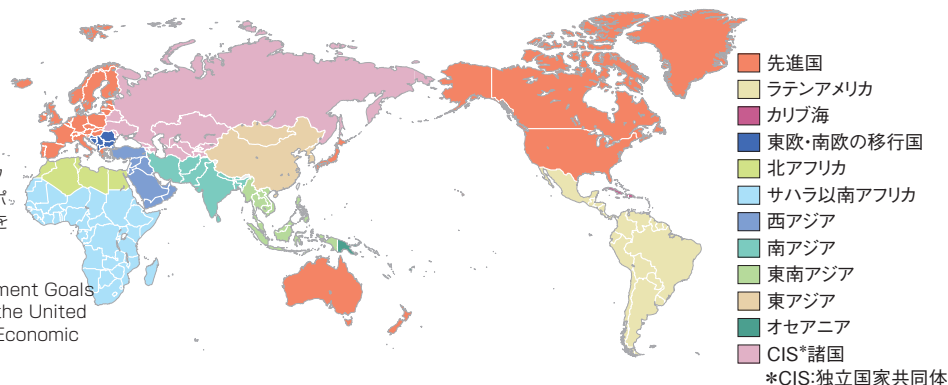 先進国
ラテンアメリカ
カリブ海
東欧・南欧の移行国
北アフリカ
サハラ以南アフリカ
西アジア
南アジア
東南アジア
東アジア
オセアニア
CIS*諸国
*CIS:独立国家共同体
を
ment Goals
the United
Economic